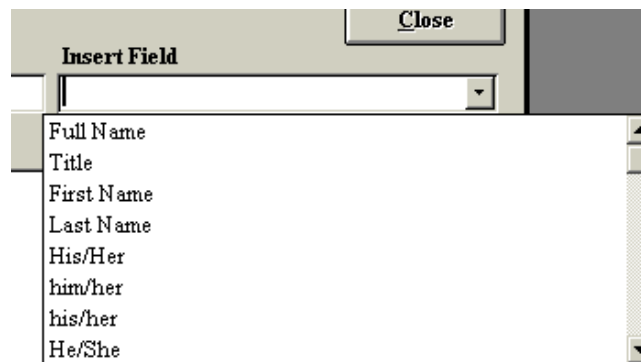 Close
Insert Field
Full Name
Title
First Name
Last Name
His/Her
him/her
his/her
He/She